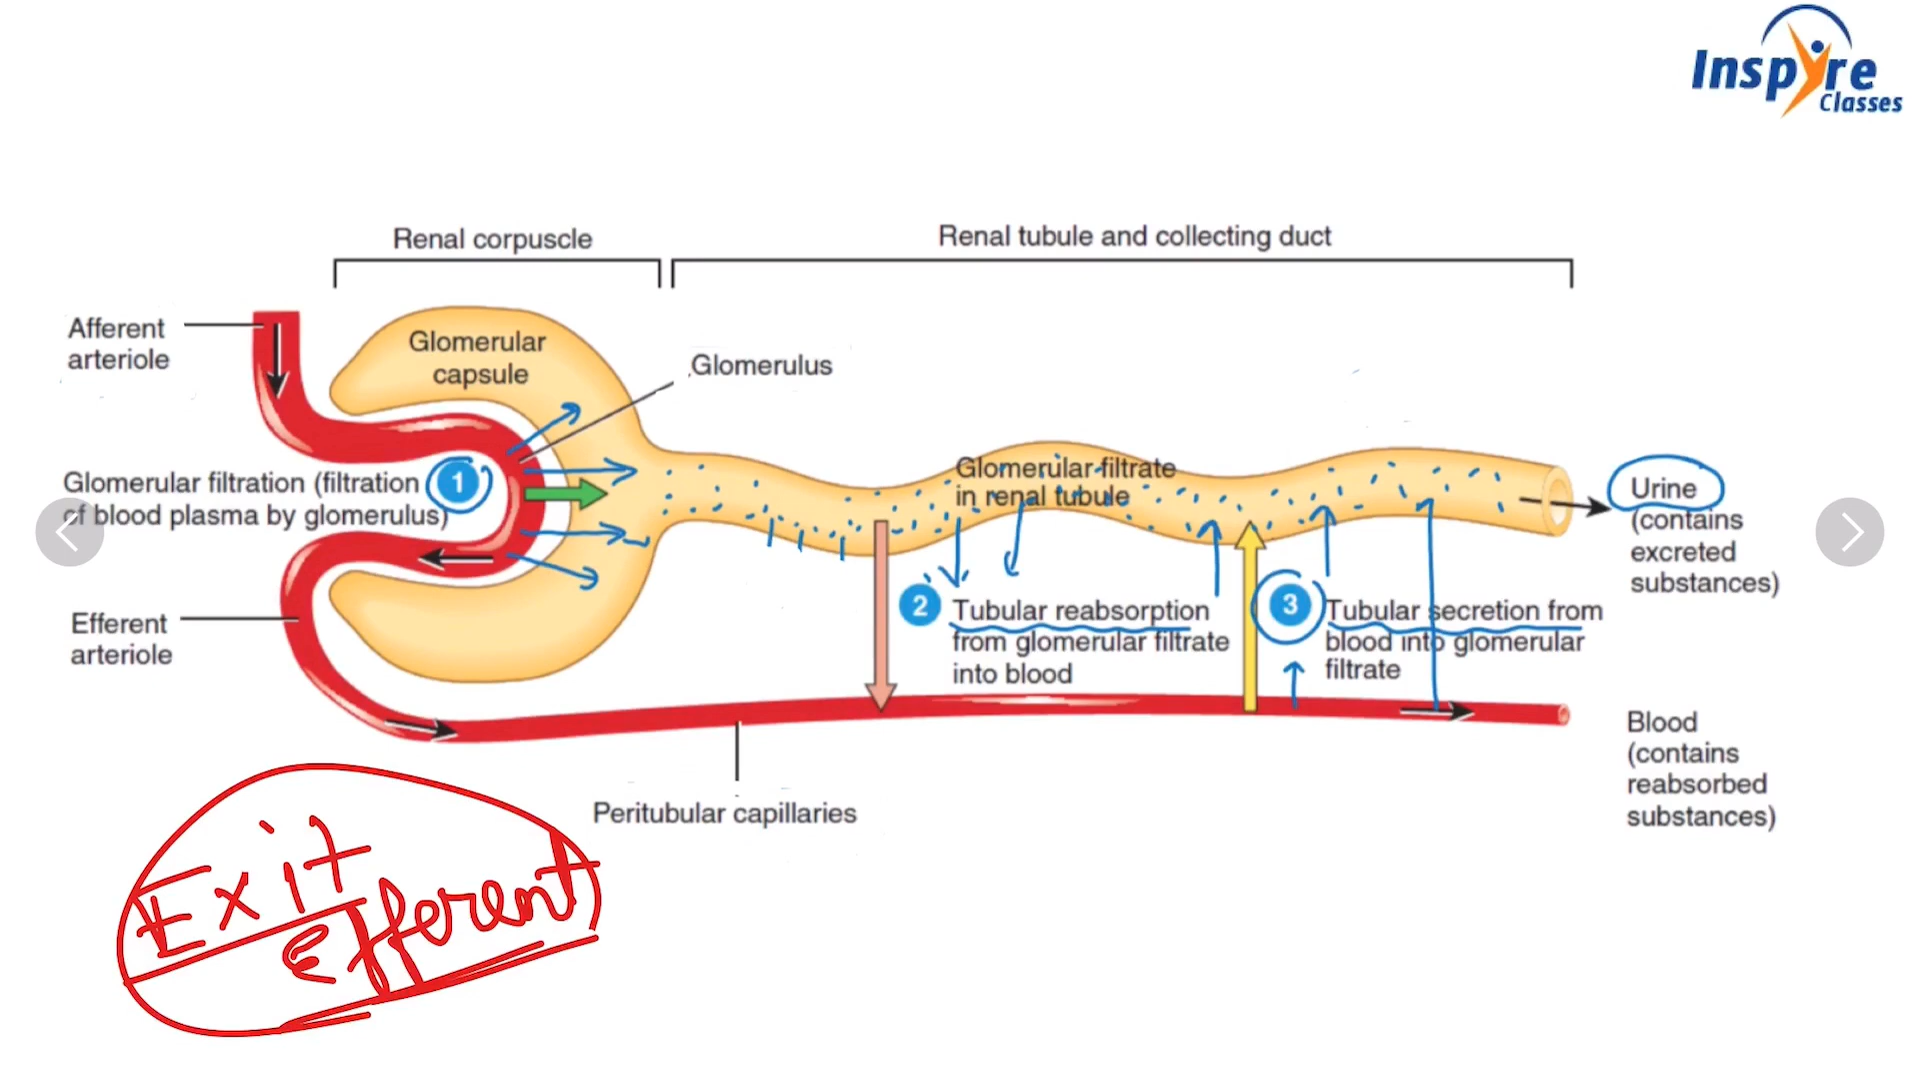 Inspire
Classes
Renal corpuscle
Renal tubule and collecting duct
Afferent
arteriole
Glomerular
capsule
Glomerulus
Glomerular filtration (filtration
of blood plasma by glomerulus)
1
Glomerular filtrate
in renal tubule
Urine
(contains
excreted
substances)
2
Tubular reabsorption
from glomerular filtrate
into blood
3
Tubular secretion from
blood into glomerular
filtrate
Efferent
arteriole
Blood
(contains
reabsorbed
substances)
Peritubular capillaries
Exit
efferent